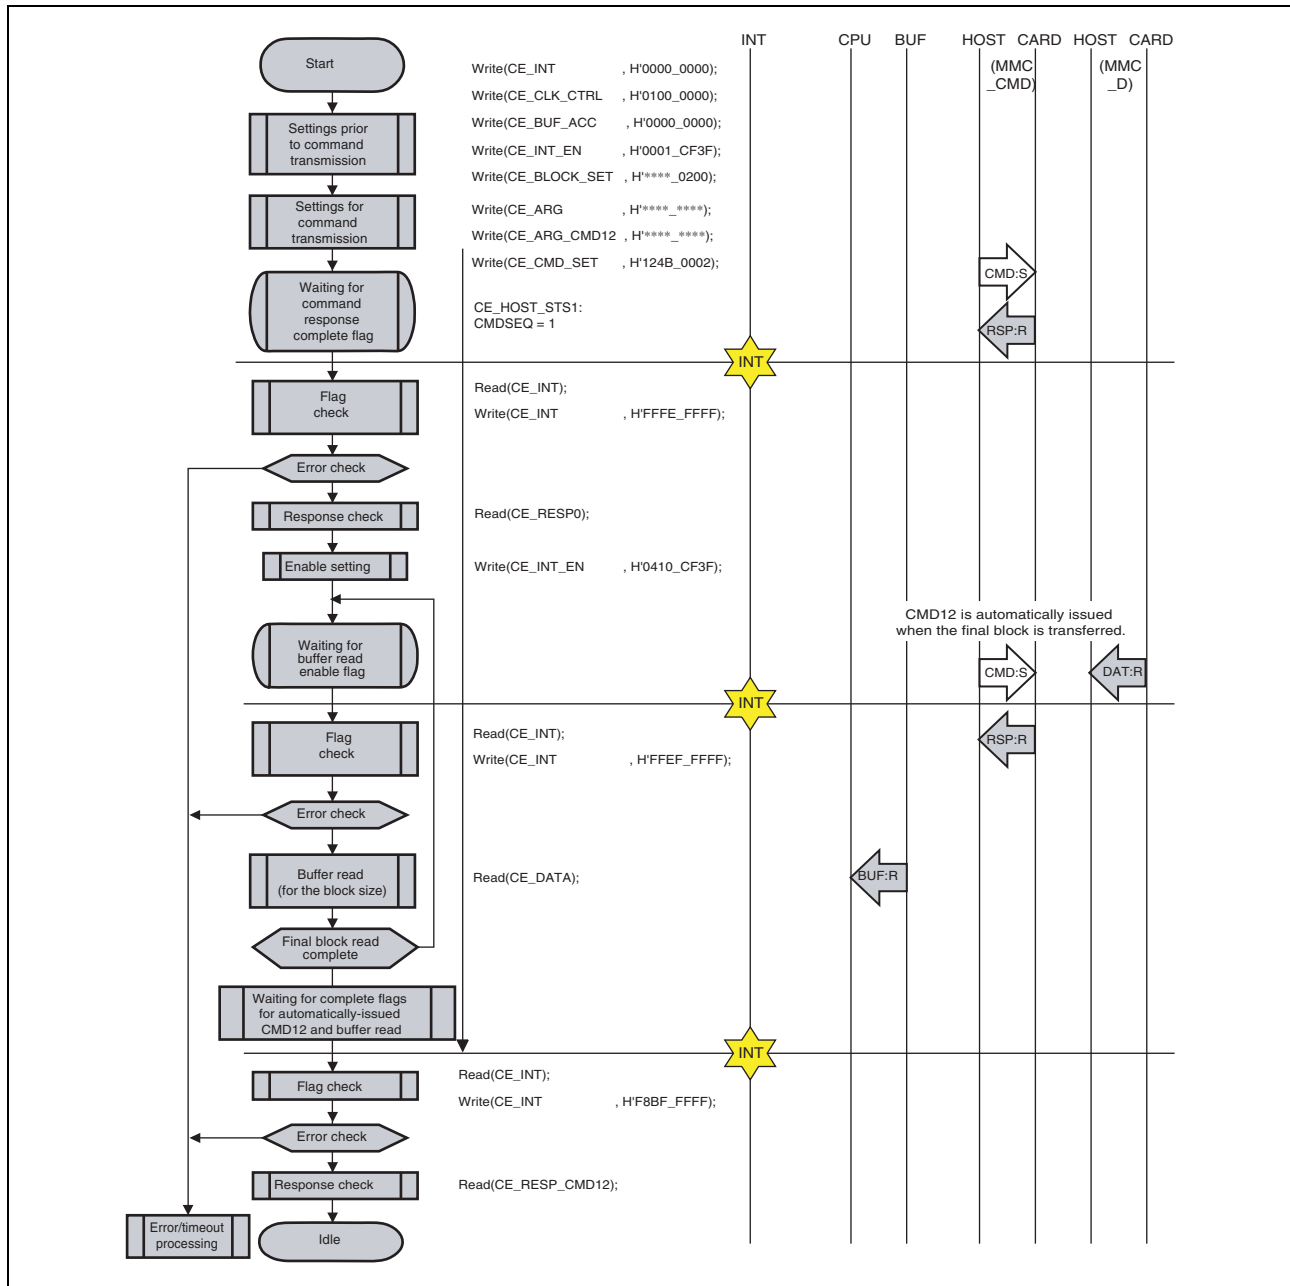 INT CPU BUF HOST CARD HOST CARD
(MMC _CMD) (MMC _D)
Start
Write(CE_INT , H'0000_0000);
Write(CE_CLK_CTRL , H'0100_0000);
Settings prior
to command
transmission
Write(CE_BUF_ACC , H'0000_0000);
Write(CE_INT_EN , H'0001_CF3F);
Write(CE_BLOCK_SET , H'****_0200);
Settings for
command
transmission
Write(CE_ARG , H'****_****);
Write(CE_ARG_CMD12 , H'****_****);
Write(CE_CMD_SET , H'124B_0002);
CMD:S
Waiting for
command
response
complete flag
CE_HOST_STS1:
CMDSEQ = 1
RSP:R
INT
Flag
check
Read(CE_INT);
Write(CE_INT , H'FFFE_FFFF);
Error check
Response check
Read(CE_RESP0);
Enable setting
Write(CE_INT_EN , H'0410_CF3F);
CMD12 is automatically issued
when the final block is transferred.
Waiting for
buffer read
enable flag
CMD:S
DAT:R
INT
Flag
check
Read(CE_INT);
Write(CE_INT , H'FFEF_FFFF);
RSP:R
Error check
Buffer read
(for the block size)
Read(CE_DATA);
BUF:R
Final block read
complete
Waiting for complete flags
for automatically-issued
CMD12 and buffer read
INT
Flag check
Read(CE_INT);
Write(CE_INT , H'F8BF_FFFF);
Error check
Response check
Read(CE_RESP_CMD12);
Error/timeout
processing
Idle